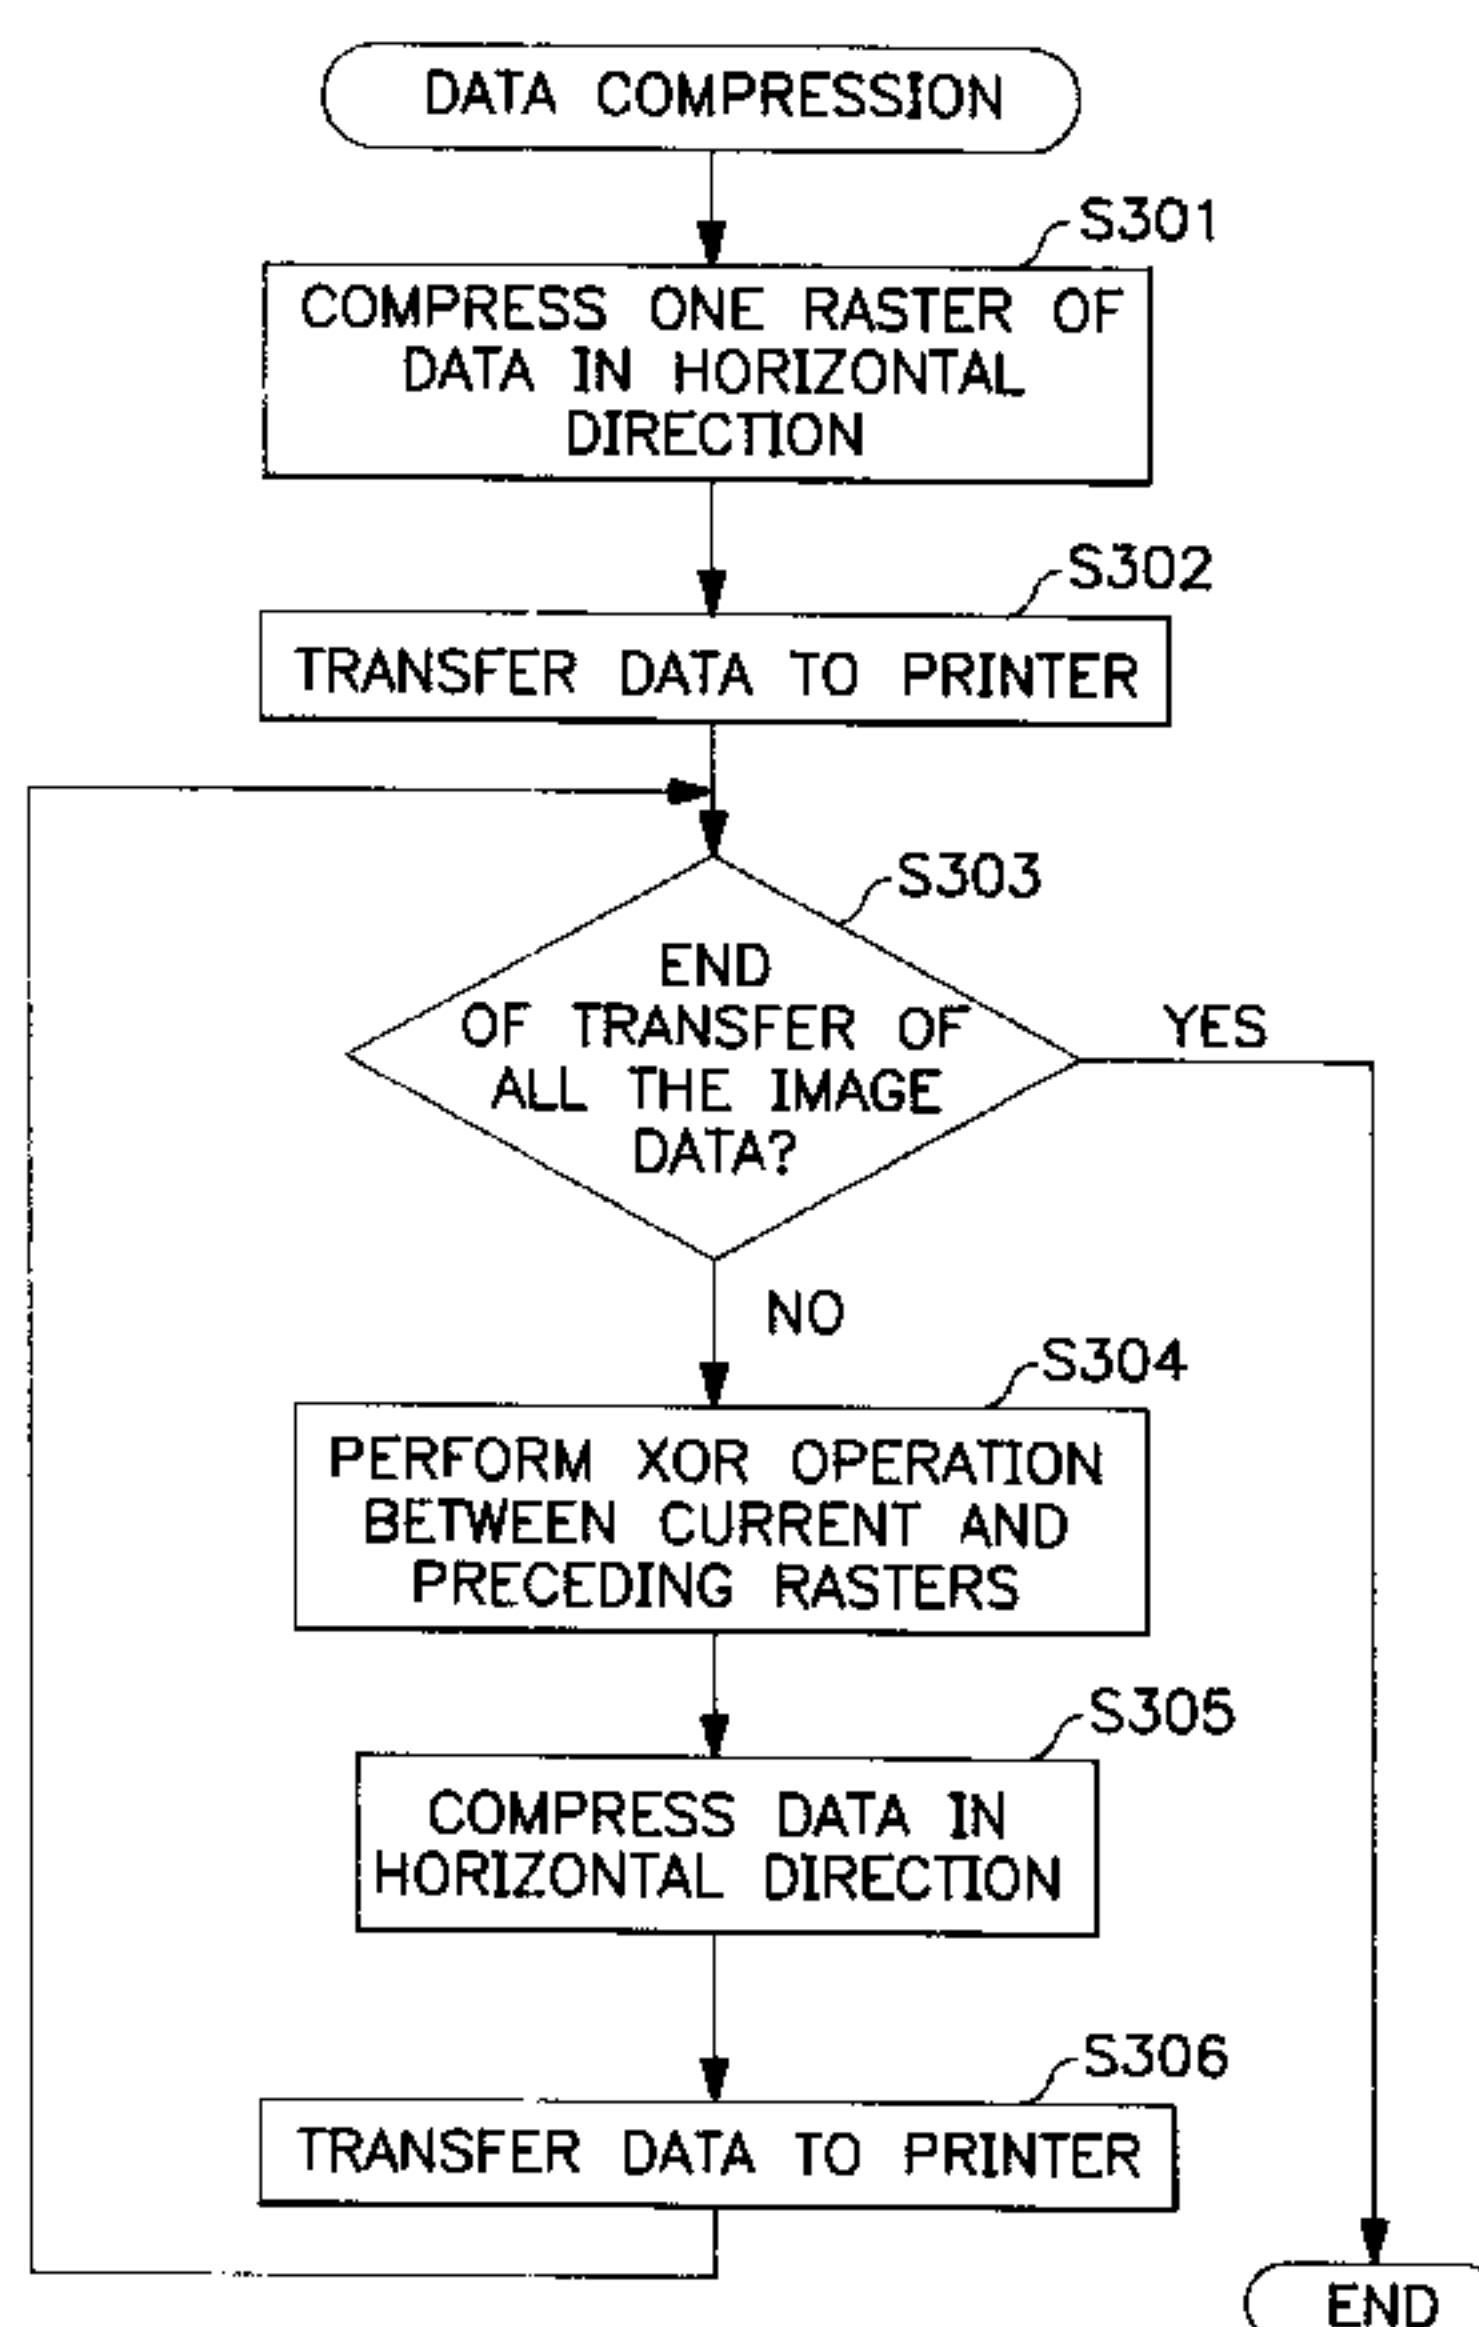 DATA COMPRESSION
S301
COMPRESS ONE RASTER OF
DATA IN HORIZONTAL
DIRECTION
S302
TRANSFER DATA TO PRINTER
S303
END
OF TRANSFER OF
ALL THE IMAGE
DATA?
YES
NO
S304
PERFORM XOR OPERATION
BETWEEN CURRENT AND
PRECEDING RASTERS
S305
COMPRESS DATA IN
HORIZONTAL DIRECTION
S306
TRANSFER DATA TO PRINTER
END